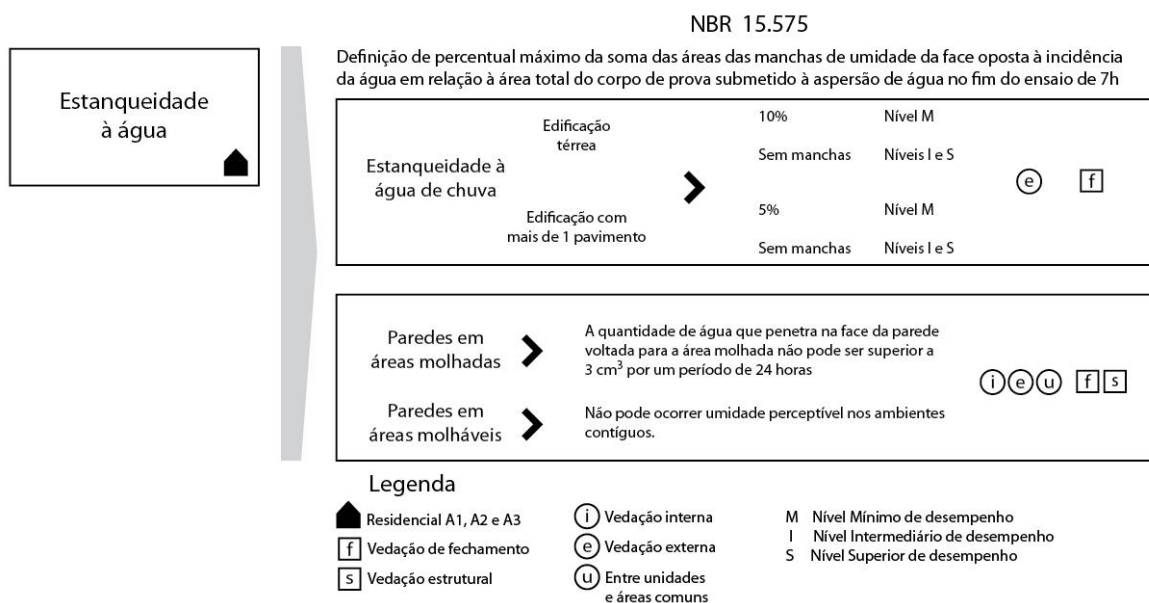 NBR 15.575
Estanqueidade
à água
Definição de percentual máximo da soma das áreas das manchas de umidade da face oposta à incidência
da água em relação à área total do corpo de prova submetido à aspersão de água no fim do ensaio de 7h
Estanqueidade à
água de chuva
Edificação
térrea
10% Nível M
Sem manchas Níveis I e S
Edificação com
mais de 1 pavimento
5% Nível M
Sem manchas Níveis I e S
e f
Paredes em
áreas molhadas
A quantidade de água que penetra na face da parede
voltada para a área molhada não pode ser superior a
3 cm³ por um período de 24 horas
Paredes em
áreas molháveis
Não pode ocorrer umidade perceptível nos ambientes
contíguos.
i e u f s
Legenda
Residencial A1, A2 e A3
f Vedação de fechamento
s Vedação estrutural
i Vedação interna
e Vedação externa
u Entre unidades
e áreas comuns
M Nível Mínimo de desempenho
I Nível Intermediário de desempenho
S Nível Superior de desempenho